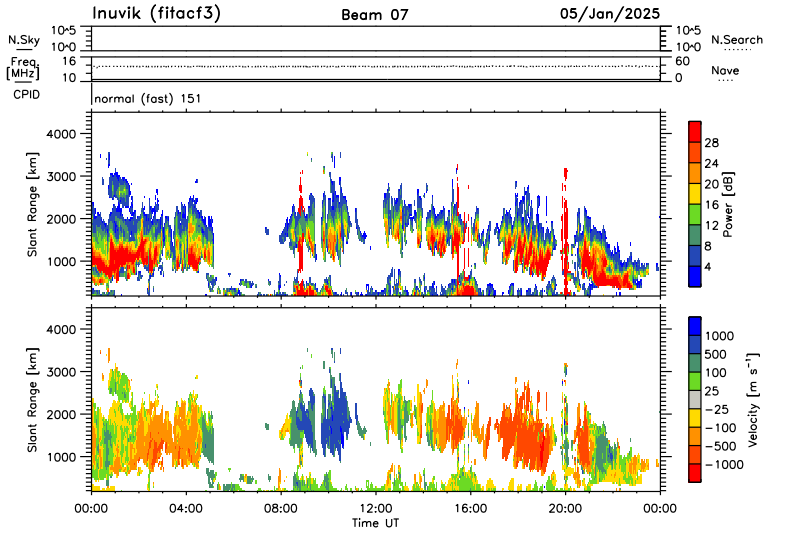 Inuvik (fitacf3) Beam 07 05/Jan/2025
10^5 10^5
N.Sky N.Search
10^0 10^0
16 60
Freq. [MHz] Nave
10 0
CPID normal (fast) 151
4000
3000
2000
1000
Slant Range [km]
28
24
20
16
12
8
4
Power [dB]
4000
3000
2000
1000
Slant Range [km]
1000
500
100
25
-25
-100
-500
-1000
Velocity [m s^-1]
00:00 04:00 08:00 12:00 16:00 20:00 00:00
Time UT